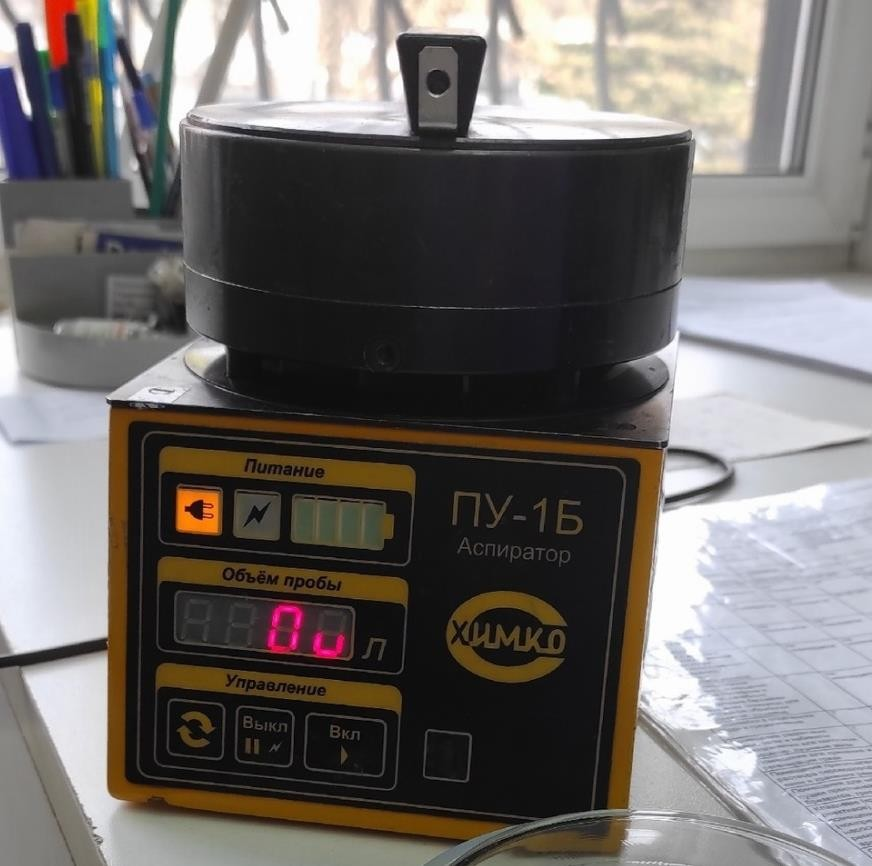 Питание
ПУ-1Б
Аспиратор
Объём пробы
0u л
ХИМКО
Управление
Выкл
Вкл